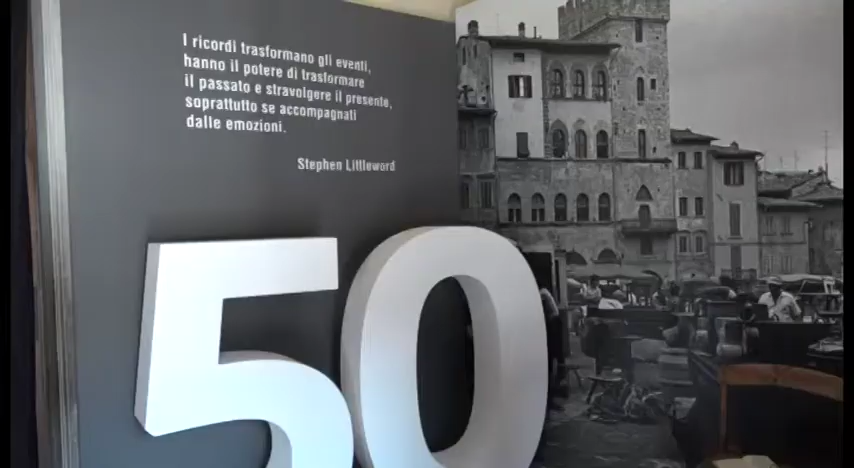 I ricordi trasformano gli eventi,
hanno il potere di trasformare
il passato e stravolgere il presente,
soprattutto se accompagnati
dalle emozioni.
Stephen Littleword
50